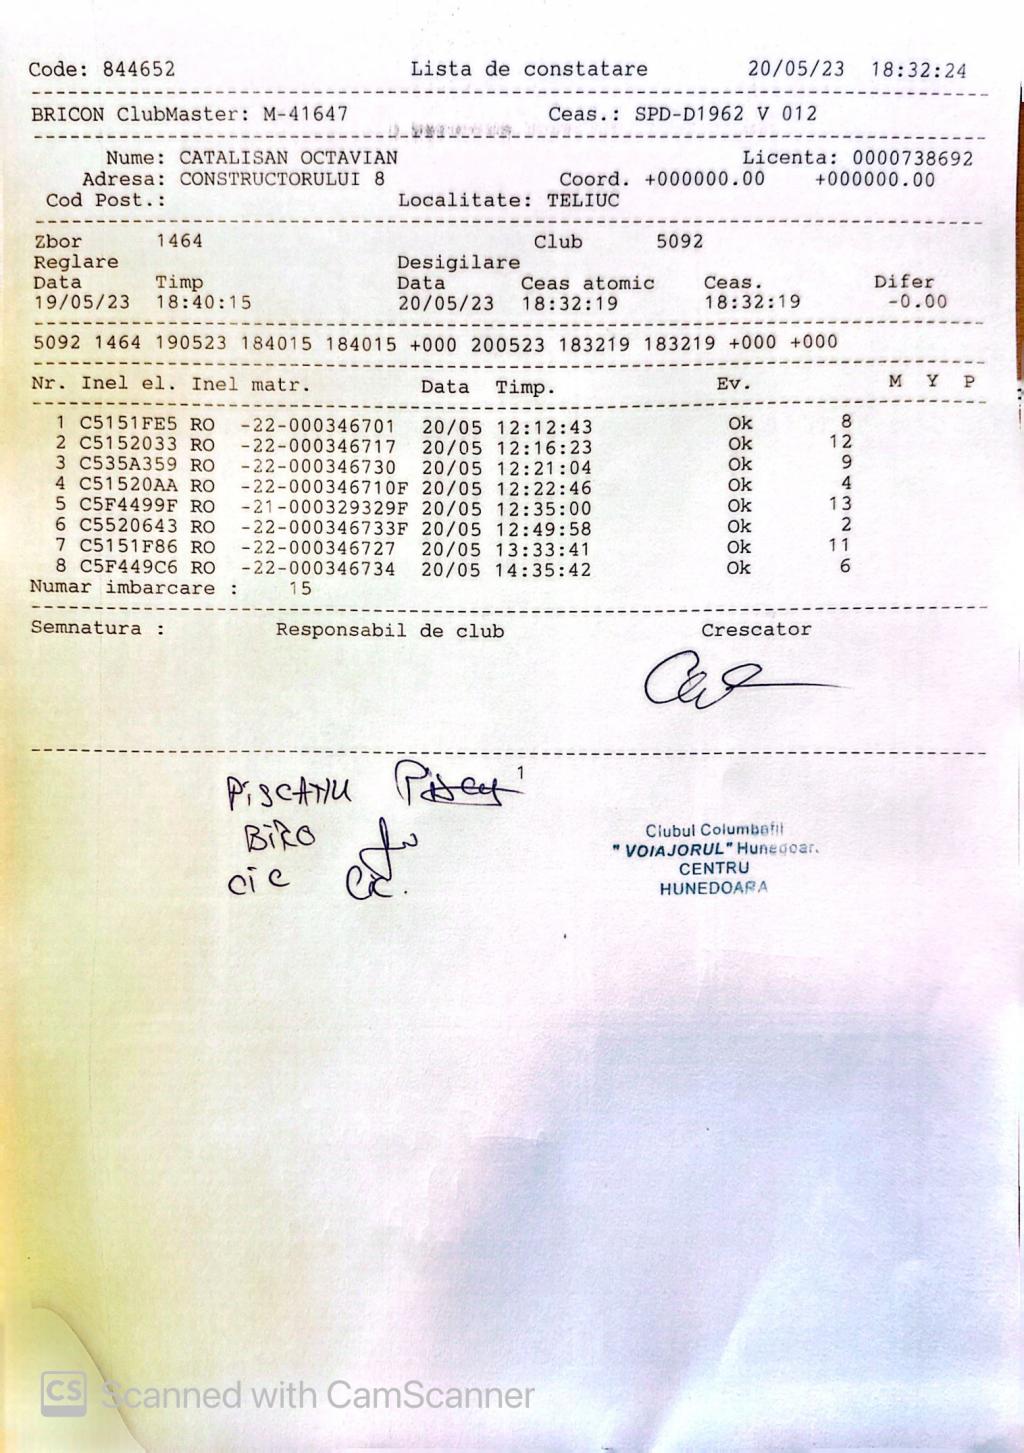 Code: 844652 Lista de constatare 20/05/23 18:32:24
BRICON ClubMaster: M-41647 Ceas.: SPD-D1962 V 012
Nume: CATALISAN OCTAVIAN Licenta: 0000738692
Adresa: CONSTRUCTORULUI 8 Coord. +000000.00 +000000.00
Cod Post.: Localitate: TELIUC
Zbor 1464 Club 5092
Reglare Desigilare
Data Timp Data Ceas atomic Ceas. Difer
19/05/23 18:40:15 20/05/23 18:32:19 18:32:19 -0.00
5092 1464 190523 184015 184015 +000 200523 183219 183219 +000 +000
Nr. Inel el. Inel matr. Data Timp. Ev. M Y P
1 C5151FE5 RO -22-000346701 20/05 12:12:43 Ok 8
2 C5152033 RO -22-000346717 20/05 12:16:23 Ok 12
3 C535A359 RO -22-000346730 20/05 12:21:04 Ok 9
4 C51520AA RO -22-000346710F 20/05 12:22:46 Ok 4
5 C5F4499F RO -21-000329329F 20/05 12:35:00 Ok 13
6 C5520643 RO -22-000346733F 20/05 12:49:58 Ok 2
7 C5151F86 RO -22-000346727 20/05 13:33:41 Ok 11
8 C5F449C6 RO -22-000346734 20/05 14:35:42 Ok 6
Numar imbarcare : 15
Semnatura : Responsabil de club Crescator
1
PISCANU
BIRO
CIC
Clubul Columbofil
"VOIAJORUL" Hunedoar.
CENTRU
HUNEDOARA
CS Scanned with CamScanner